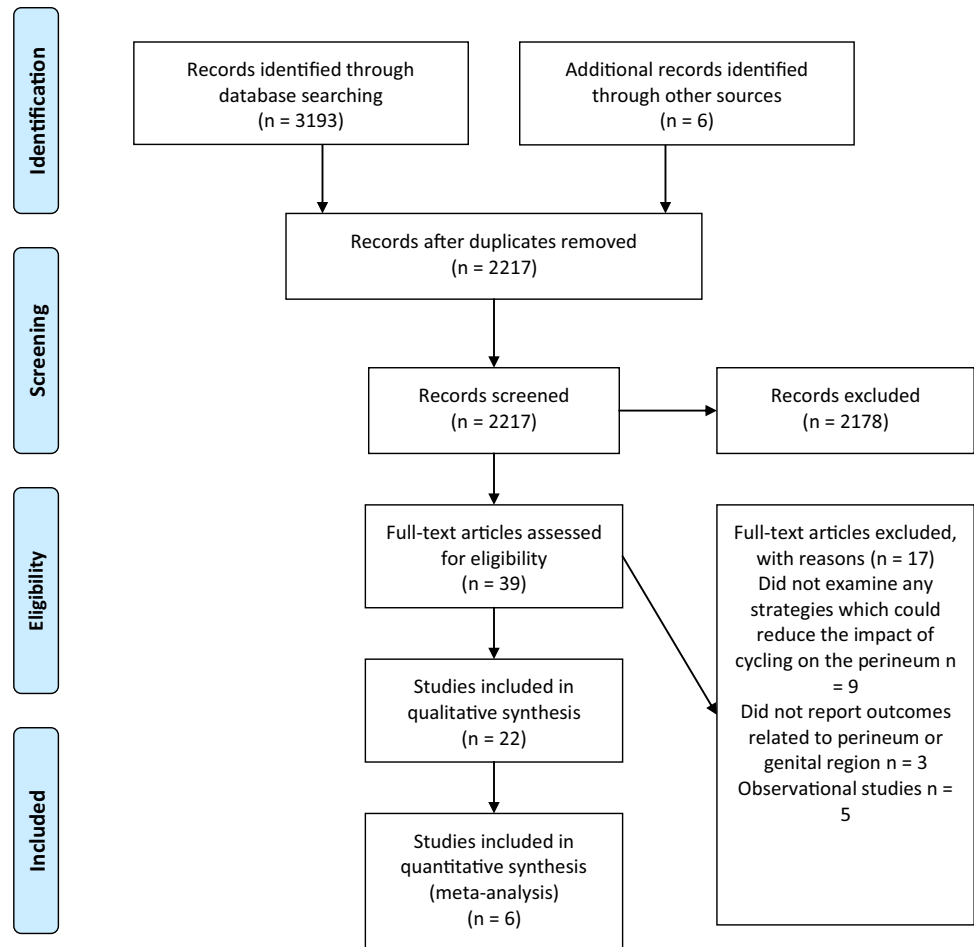 Identification
Records identified through
database searching
(n = 3193)
Additional records identified
through other sources
(n = 6)
Screening
Records after duplicates removed
(n = 2217)
Records screened
(n = 2217)
Records excluded
(n = 2178)
Eligibility
Full-text articles assessed
for eligibility
(n = 39)
Full-text articles excluded,
with reasons (n = 17)
Did not examine any
strategies which could
reduce the impact of
cycling on the perineum n
= 9
Did not report outcomes
related to perineum or
genital region n = 3
Observational studies n =
5
Studies included in
qualitative synthesis
(n = 22)
Included
Studies included in
quantitative synthesis
(meta-analysis)
(n = 6)